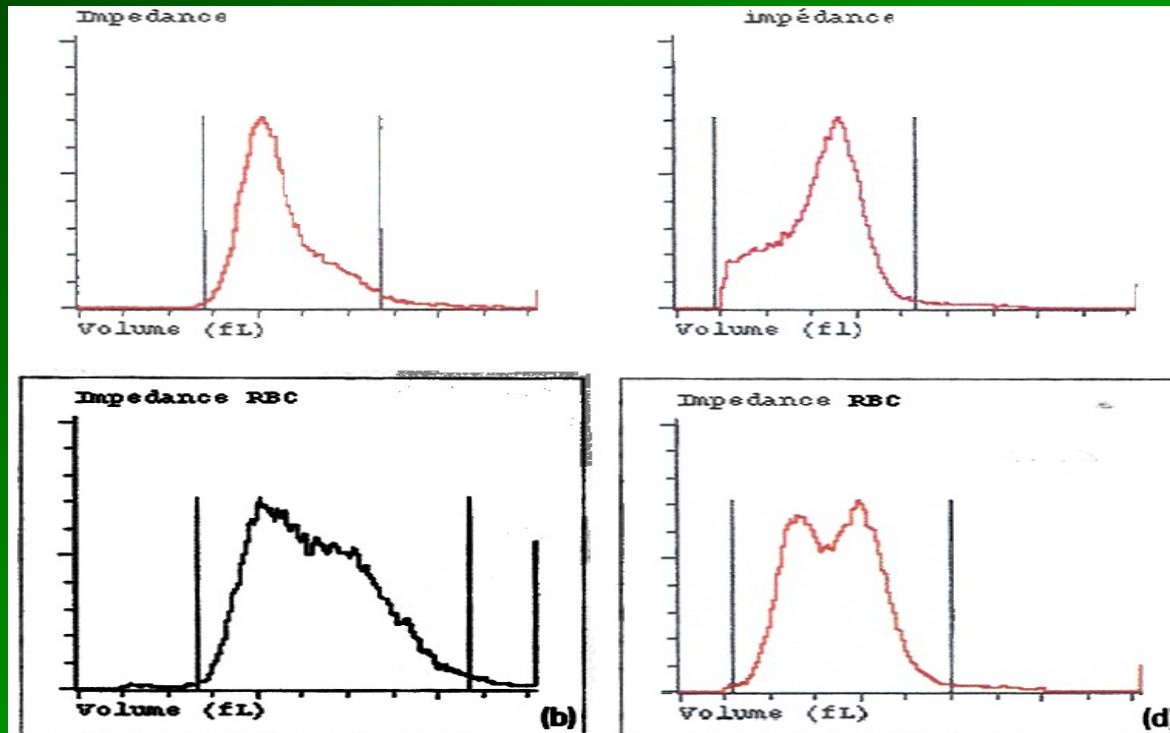 Impedance
impédance
Volume (fL)
Volume (fl)
Impedance RBC
Impedance RBC
Volume (fL)
(b)
Volume (fL)
(d)